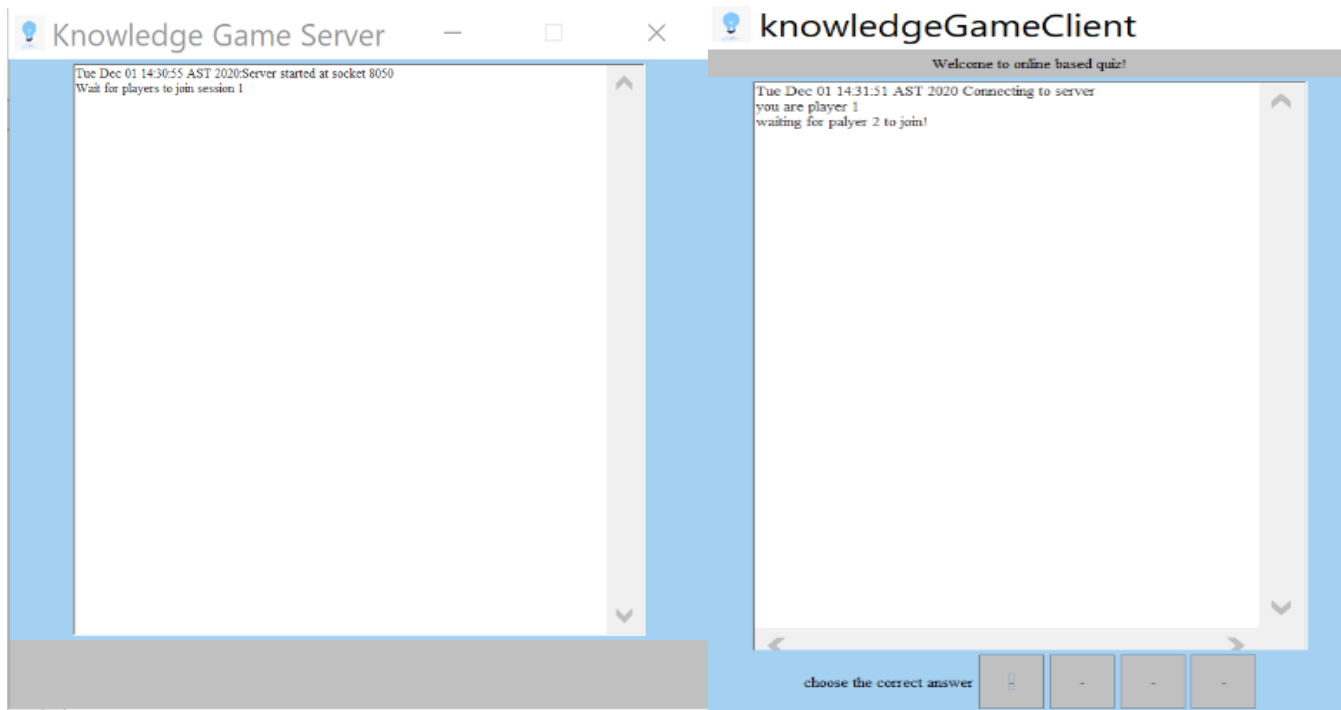 Knowledge Game Server
Tue Dec 01 14:30:55 AST 2020:Server started at socket 8050
Wait for players to join session 1
knowledgeGameClient
Welcome to online based quiz!
Tue Dec 01 14:31:51 AST 2020 Connecting to server
you are player 1
waiting for palyer 2 to join!
choose the correct answer - - - -